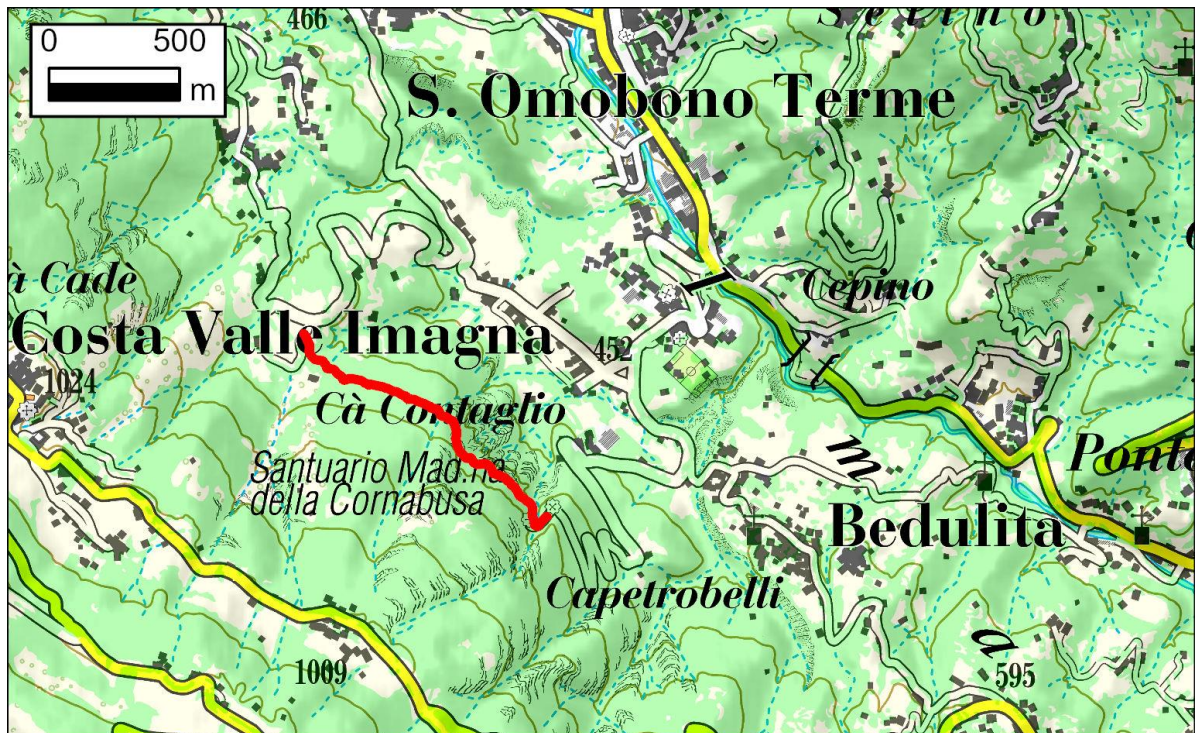 466
Selino
0 500
m
S. Omobono Terme
à Cadè
Cepino
Costa Valle Imagna
452
1024
Cà Contaglio
Ponte
Santuario Mad.na
della Cornabusa
m
Bedulita
Capetrobelli
a
1009
595